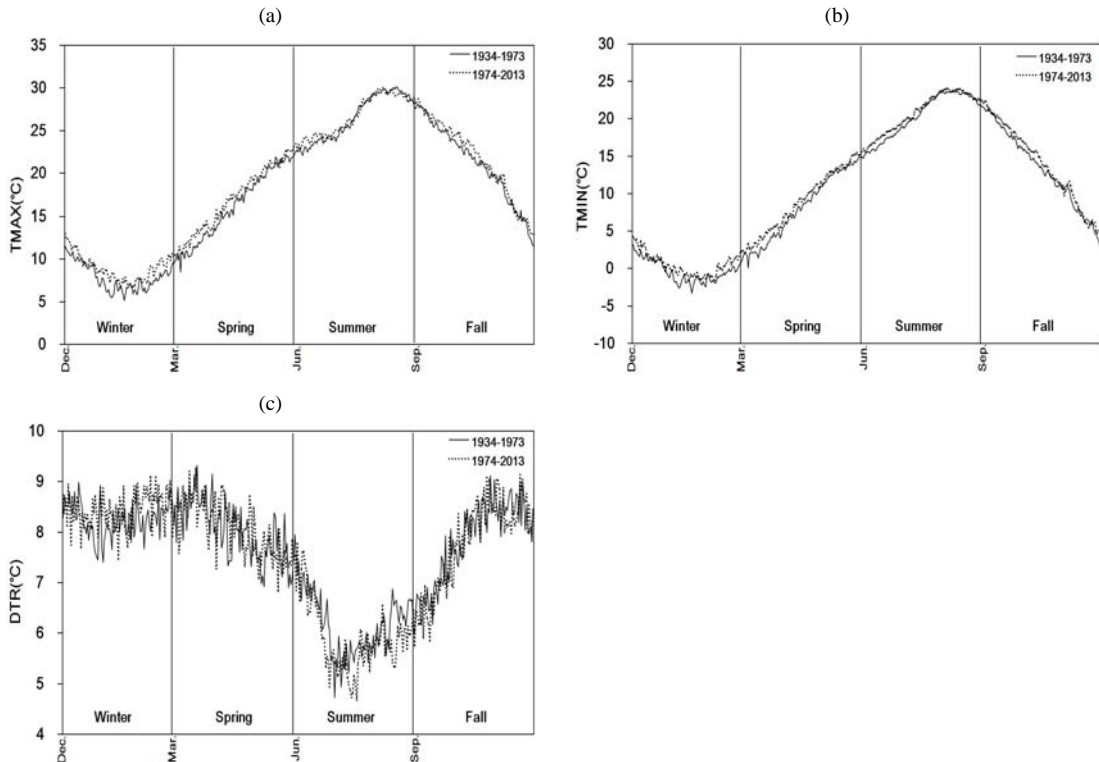 (a)
35
30
25
20
15
10
5
0
TMAX(°C)
1934-1973
1974-2013
Winter
Spring
Summer
Fall
Dec.
Mar.
Jun.
Sep.
(b)
30
25
20
15
10
5
0
-5
-10
TMIN(°C)
1934-1973
1974-2013
Winter
Spring
Summer
Fall
Dec.
Mar.
Jun.
Sep.
(c)
10
9
8
7
6
5
4
DTR(°C)
1934-1973
1974-2013
Winter
Spring
Summer
Fall
Dec.
Mar.
Jun.
Sep.